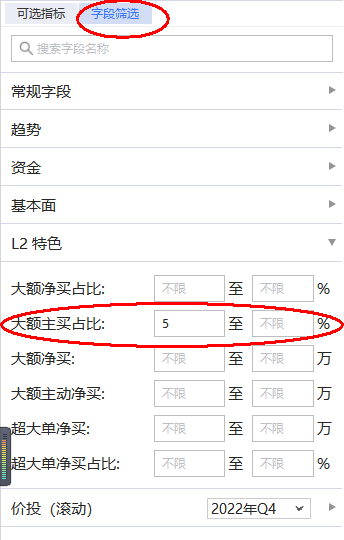 可选指标 字段筛选
搜索字段名称
常规字段
趋势
资金
基本面
L2 特色
大额净买占比: 不限 至 不限 %
大额主买占比: 5 至 不限 %
大额净买: 不限 至 不限 万
大额主动净买: 不限 至 不限 万
超大单净买: 不限 至 不限 万
超大单净买占比: 不限 至 不限 %
价投（滚动） 2022年Q4